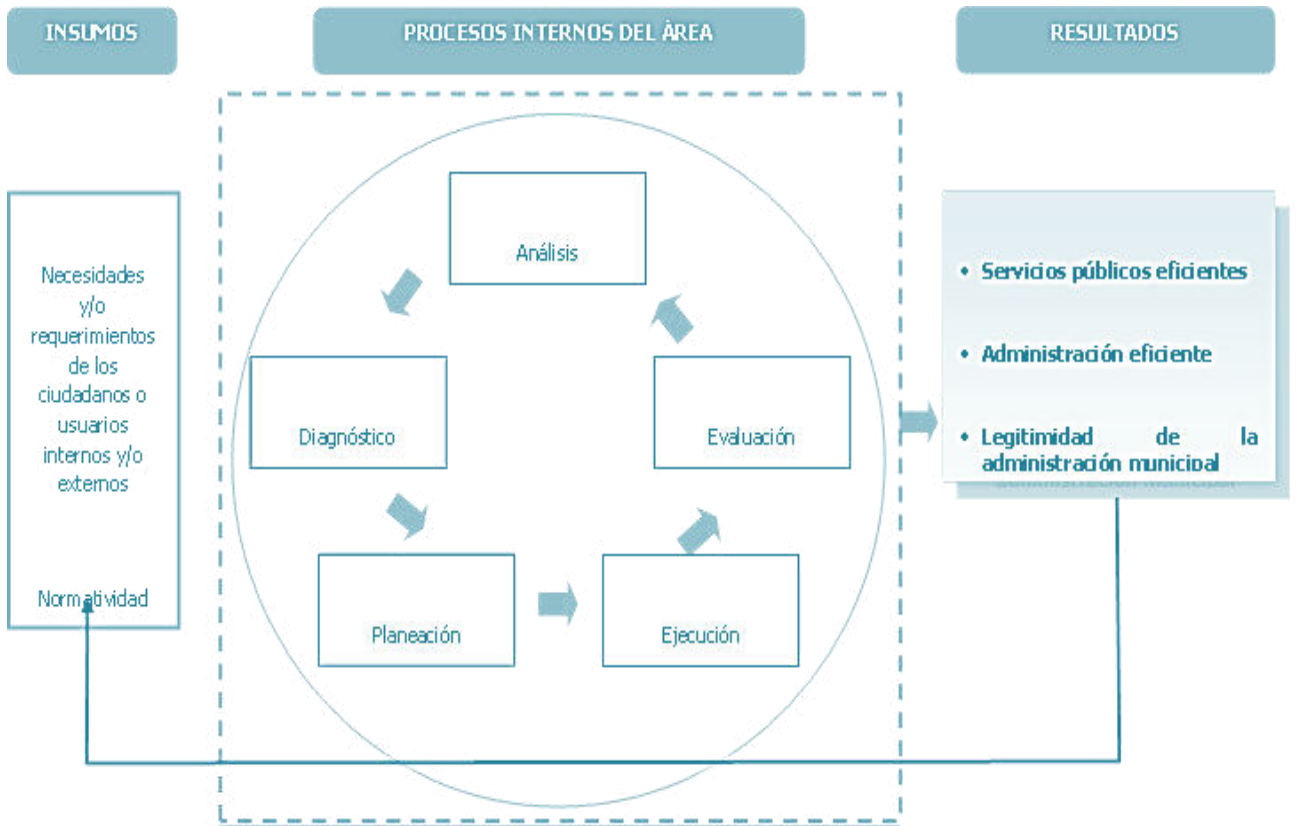 INSUMOS
PROCESOS INTERNOS DEL ÁREA
RESULTADOS
Necesidades
y/o
requerimientos
de los
ciudadanos o
usuarios
internos y/o
externos
Normatividad
Análisis
Diagnóstico
Planeación
Ejecución
Evaluación
• Servicios públicos eficientes
• Administración eficiente
• Legitimidad de la
administración municipal